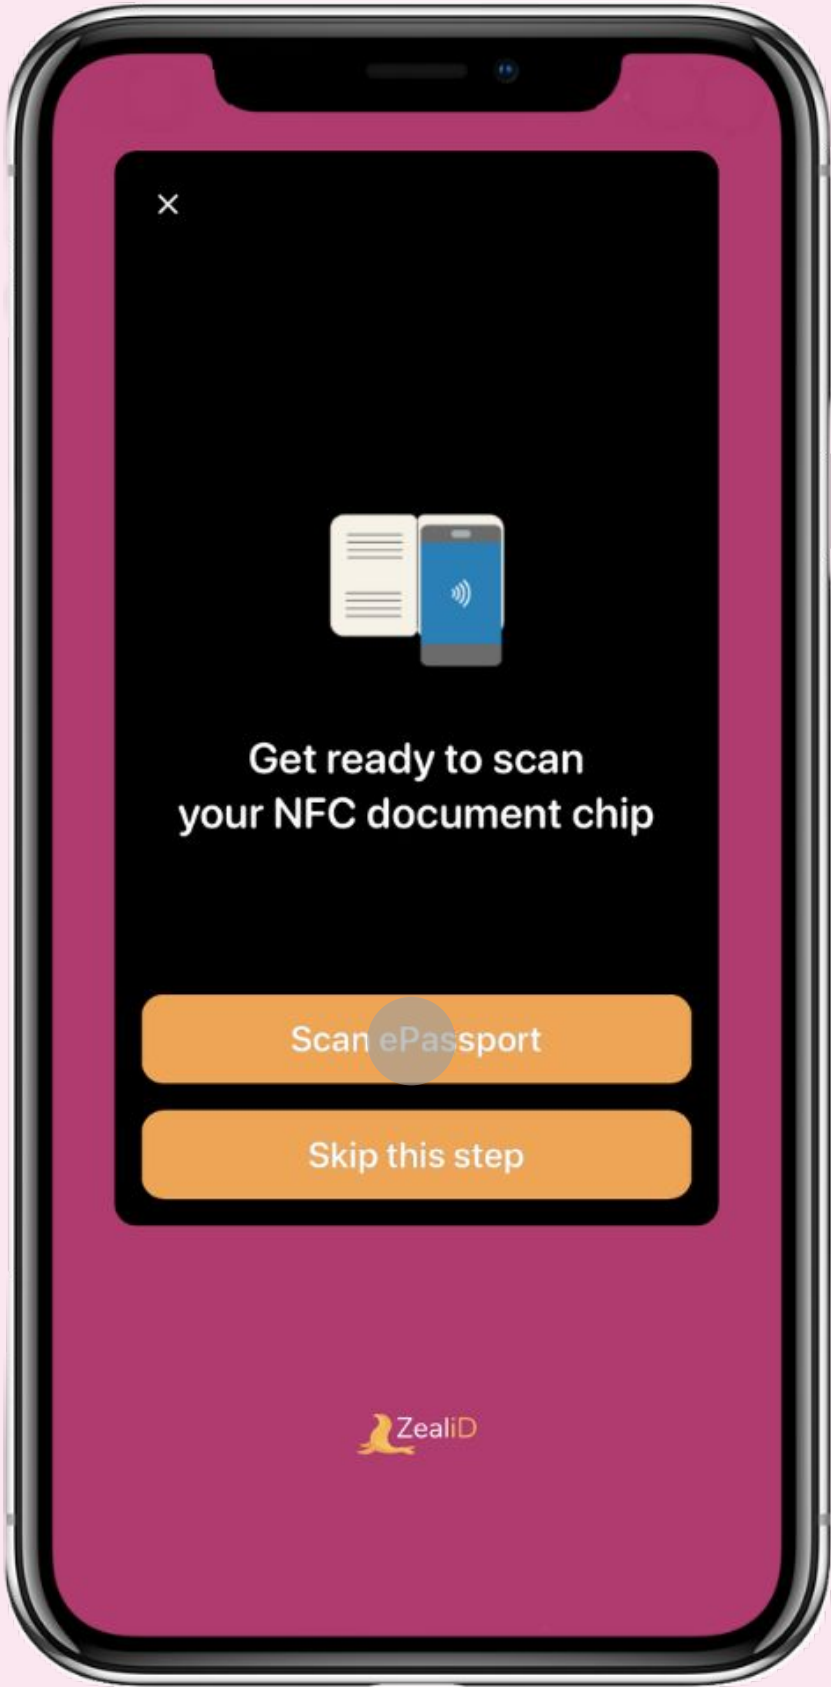 Get ready to scan
your NFC document chip
Scan ePassport
Skip this step
ZealiD